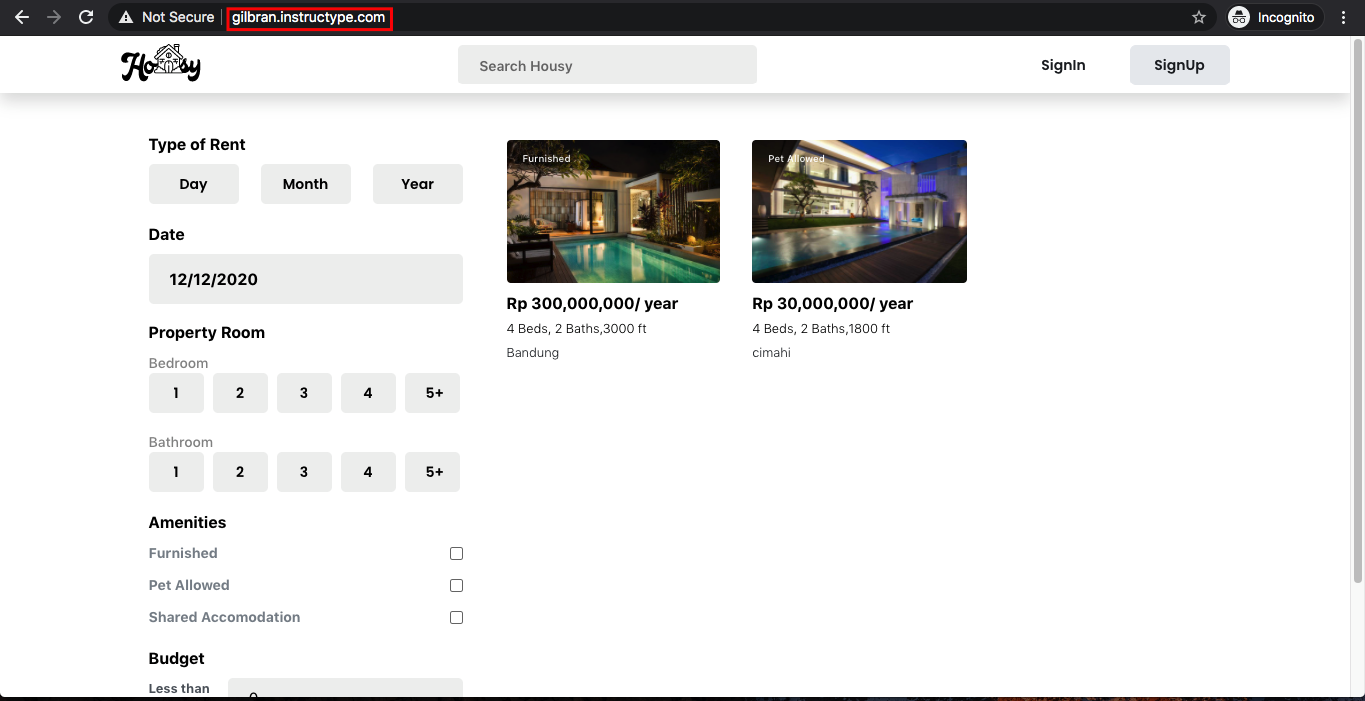 Not Secure | gilbran.instructype.com
Incognito
Housy
Search Housy
SignIn
SignUp
Type of Rent
Day
Month
Year
Date
12/12/2020
Property Room
Bedroom
1
2
3
4
5+
Bathroom
1
2
3
4
5+
Amenities
Furnished
Pet Allowed
Shared Accomodation
Budget
Less than
Furnished
Rp 300,000,000/ year
4 Beds, 2 Baths,3000 ft
Bandung
Pet Allowed
Rp 30,000,000/ year
4 Beds, 2 Baths,1800 ft
cimahi